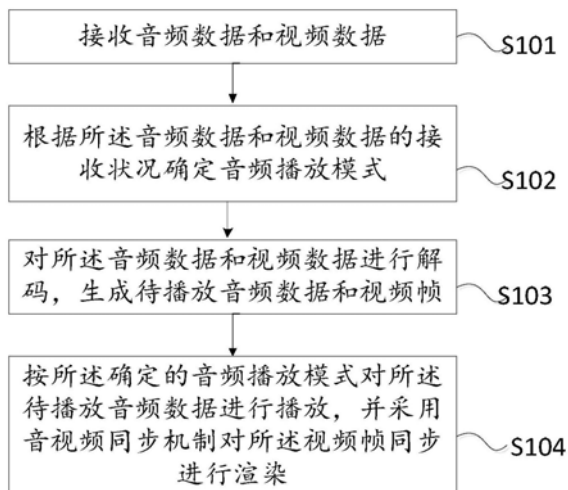 接收音频数据和视频数据
S101
根据所述音频数据和视频数据的接
收状况确定音频播放模式
S102
对所述音频数据和视频数据进行解
码，生成待播放音频数据和视频帧
S103
按所述确定的音频播放模式对所述
待播放音频数据进行播放，并采用
音视频同步机制对所述视频帧同步
进行渲染
S104